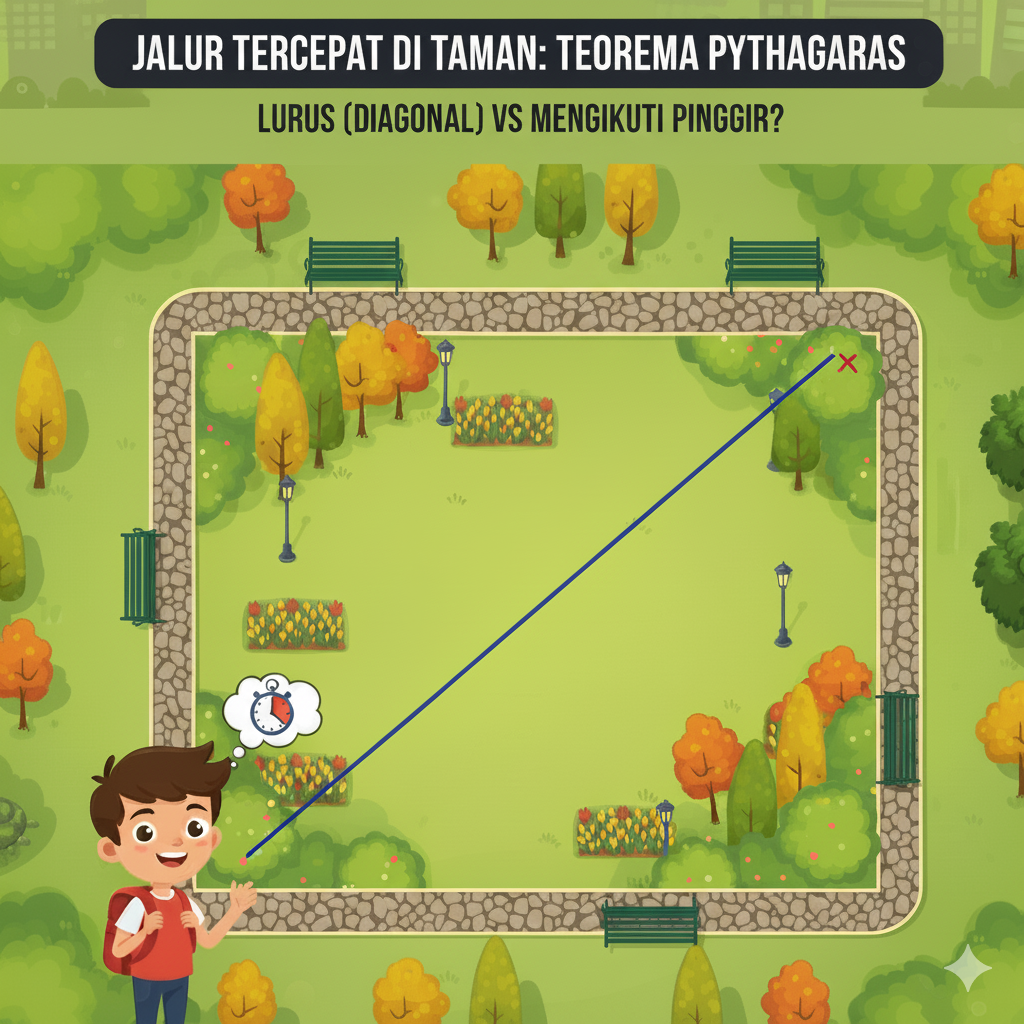 JALUR TERCEPAT DI TAMAN: TEOREMA PYTHAGARAS
LURUS (DIAGONAL) VS MENGIKUTI PINGGIR?